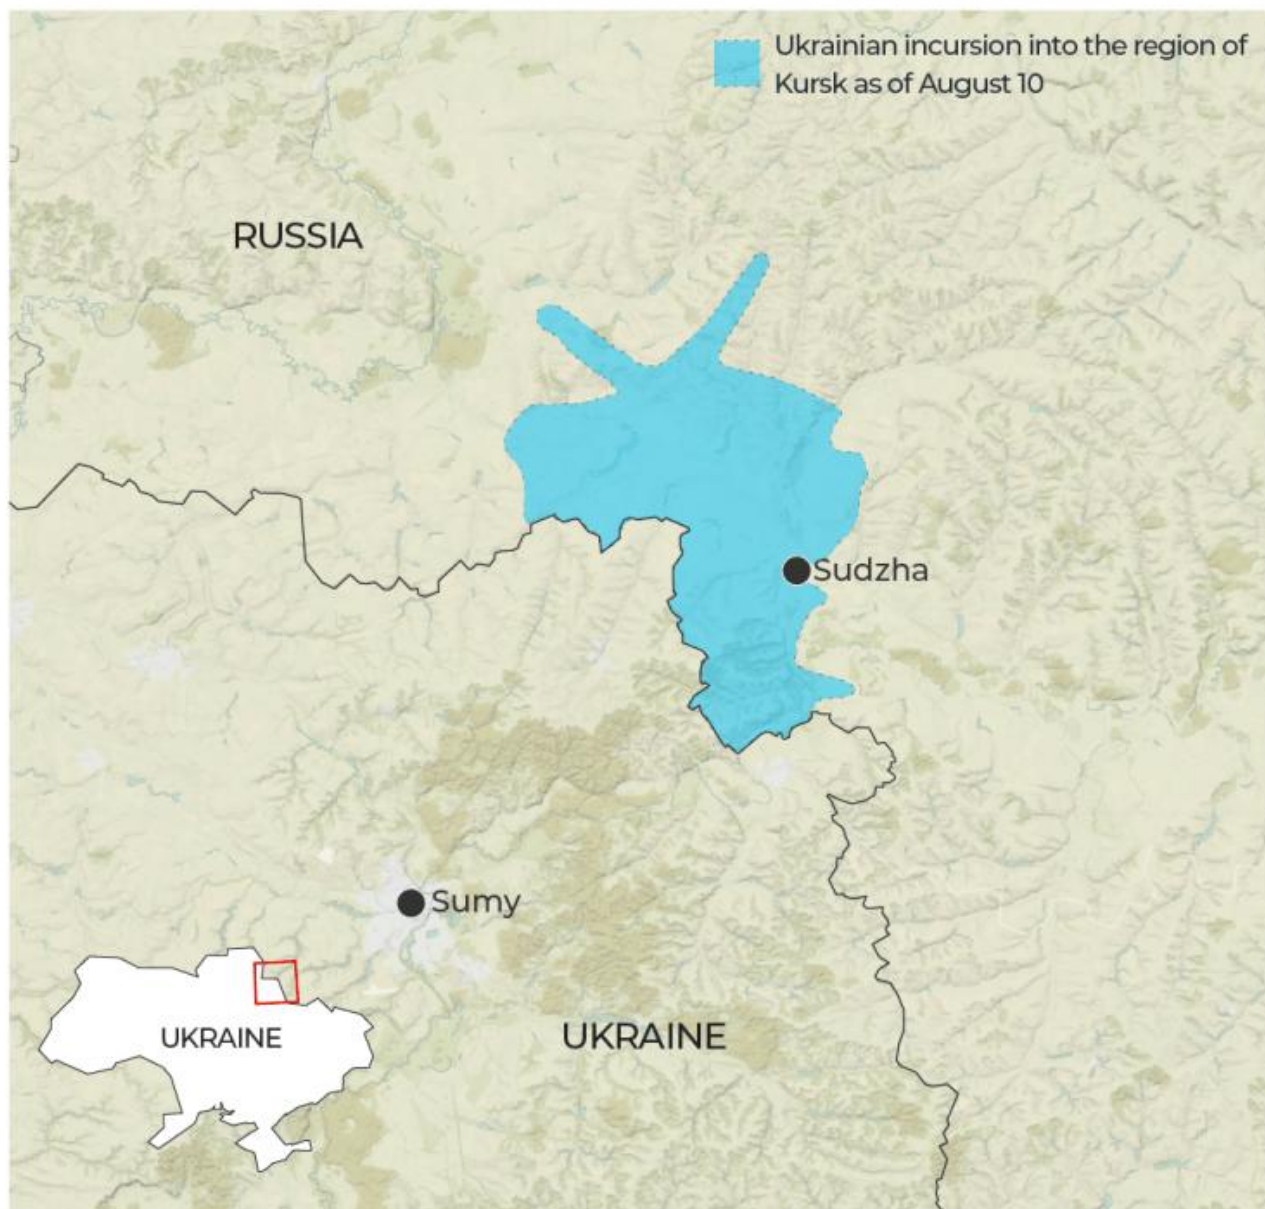 Ukrainian incursion into the region of
Kursk as of August 10
RUSSIA
Sudzha
Sumy
UKRAINE
UKRAINE